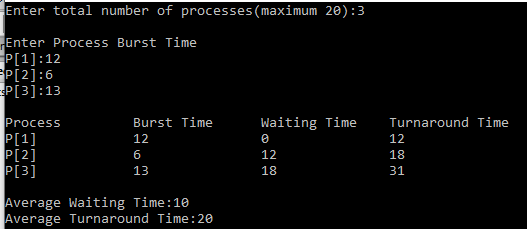 Enter total number of processes(maximum 20):3
Enter Process Burst Time
P[1]:12
P[2]:6
P[3]:13
Process Burst Time Waiting Time Turnaround Time
P[1] 12 0 12
P[2] 6 12 18
P[3] 13 18 31
Average Waiting Time:10
Average Turnaround Time:20